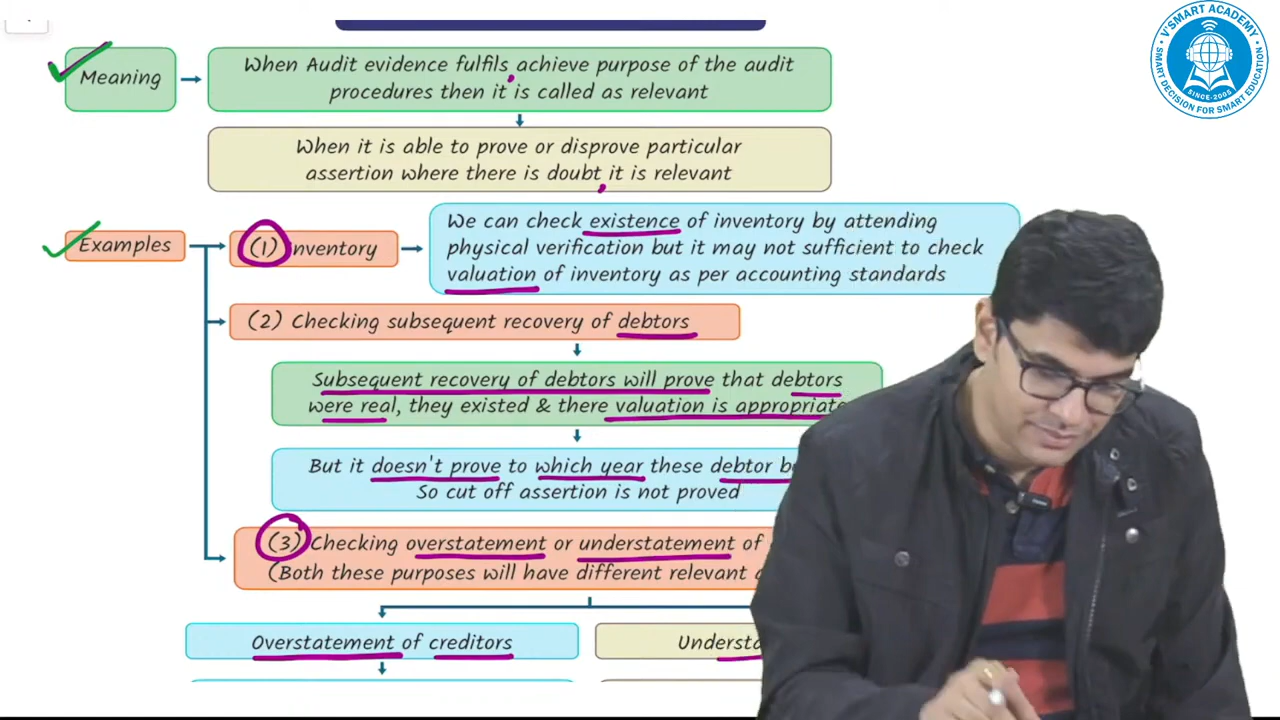 V'SMART ACADEMY
SMART DECISION FOR SMART EDUCATION
SINCE-2005
Meaning
When Audit evidence fulfils achieve purpose of the audit
procedures then it is called as relevant
When it is able to prove or disprove particular
assertion where there is doubt it is relevant
Examples
(1) Inventory
We can check existence of inventory by attending
physical verification but it may not sufficient to check
valuation of inventory as per accounting standards
(2) Checking subsequent recovery of debtors
Subsequent recovery of debtors will prove that debtors
were real, they existed & there valuation is appropriate
But it doesn't prove to which year these debtor
So cut off assertion is not proved
(3) Checking overstatement or understatement of
(Both these purposes will have different relevant
Overstatement of creditors